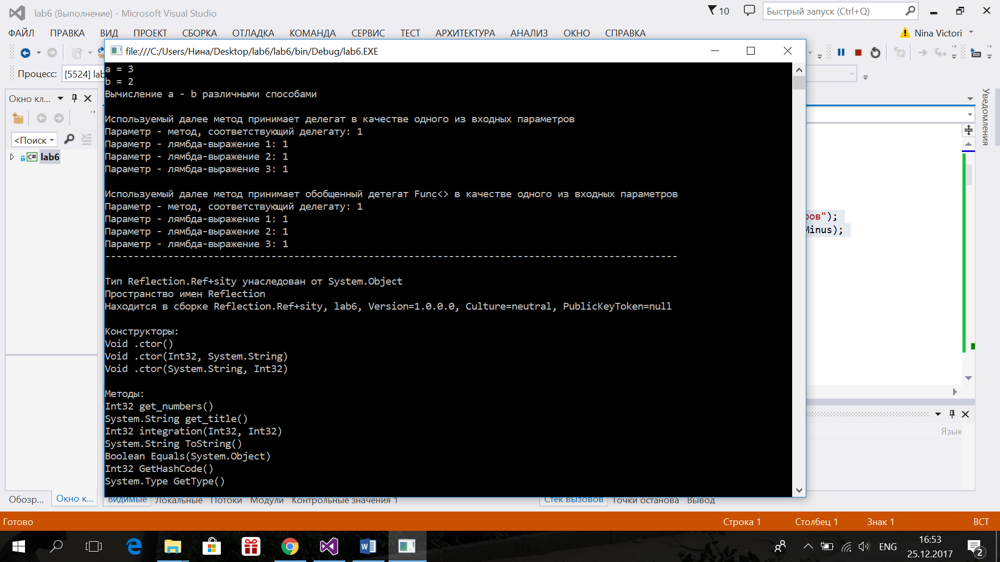 lab6 (Выполнение) - Microsoft Visual Studio
10
Быстрый запуск (Ctrl+Q)
ФАЙЛ ПРАВКА ВИД ПРОЕКТ СБОРКА ОТЛАДКА КОМАНДА СЕРВИС ТЕСТ АРХИТЕКТУРА АНАЛИЗ ОКНО СПРАВКА
Nina Victori
file:///C:/Users/Нина/Desktop/lab6/lab6/bin/Debug/lab6.EXE
Процесс: [5524] lab
Окно кл...
<Поиск
C# lab6
Уведомления
a = 3
b = 2
Вычисление a - b различными способами
Используемый далее метод принимает делегат в качестве одного из входных параметров
Параметр - метод, соответствующий делегату: 1
Параметр - лямбда-выражение 1: 1
Параметр - лямбда-выражение 2: 1
Параметр - лямбда-выражение 3: 1
Используемый далее метод принимает обобщенный детегат Func<> в качестве одного из входных параметров
Параметр - метод, соответствующий делегату: 1
Параметр - лямбда-выражение 1: 1
Параметр - лямбда-выражение 2: 1
Параметр - лямбда-выражение 3: 1
----------------------------------------------------------------------------------------------------
Тип Reflection.Ref+sity унаследован от System.Object
Пространство имен Reflection
Находится в сборке Reflection.Ref+sity, lab6, Version=1.0.0.0, Culture=neutral, PublicKeyToken=null
Конструкторы:
Void .ctor()
Void .ctor(Int32, System.String)
Void .ctor(System.String, Int32)
Методы:
Int32 get_numbers()
System.String get_title()
Int32 integration(Int32, Int32)
System.String ToString()
Boolean Equals(System.Object)
Int32 GetHashCode()
System.Type GetType()
ров");
Minus);
Язык
Обозр... Окно к...
Видимые Локальные Потоки Модули Контрольные значения 1
Стек вызовов Точки останова Вывод
Готово
Строка 1 Столбец 1 Знак 1 ВСТ
ENG
16:53
25.12.2017
2